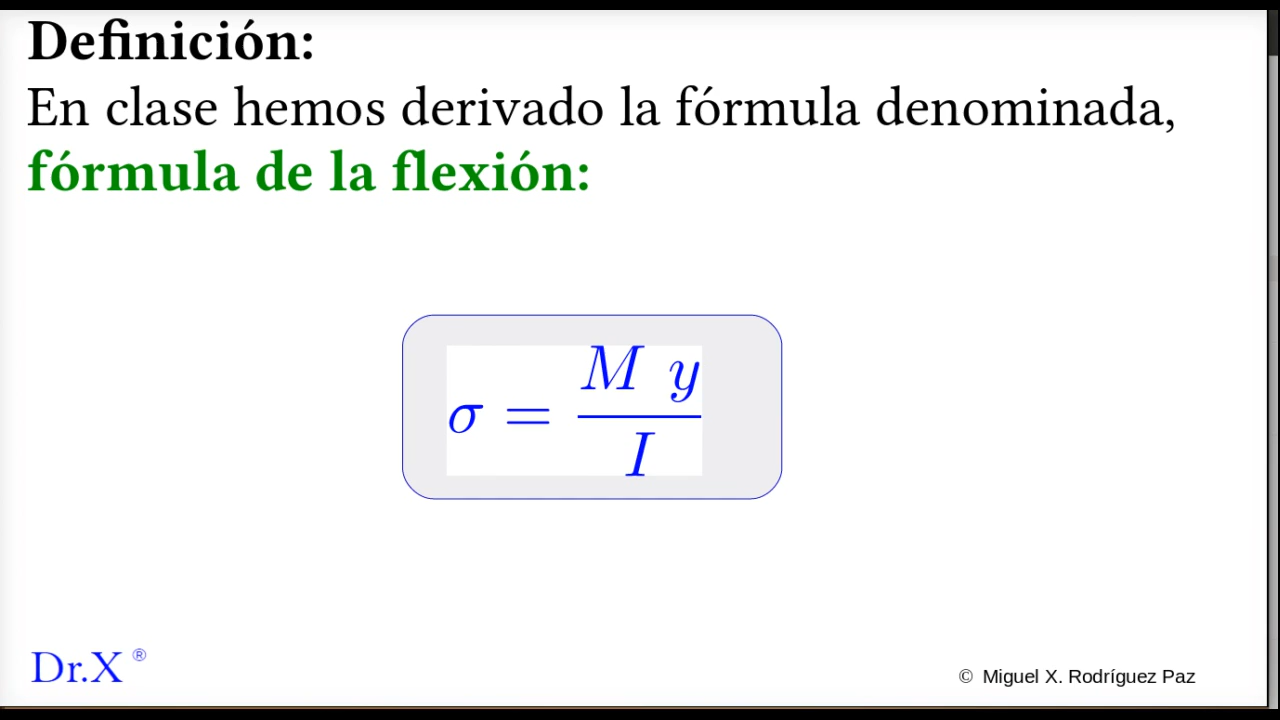 Definición:
En clase hemos derivado la fórmula denominada,
fórmula de la flexión:
σ = M y / I
Dr.X ®
© Miguel X. Rodríguez Paz